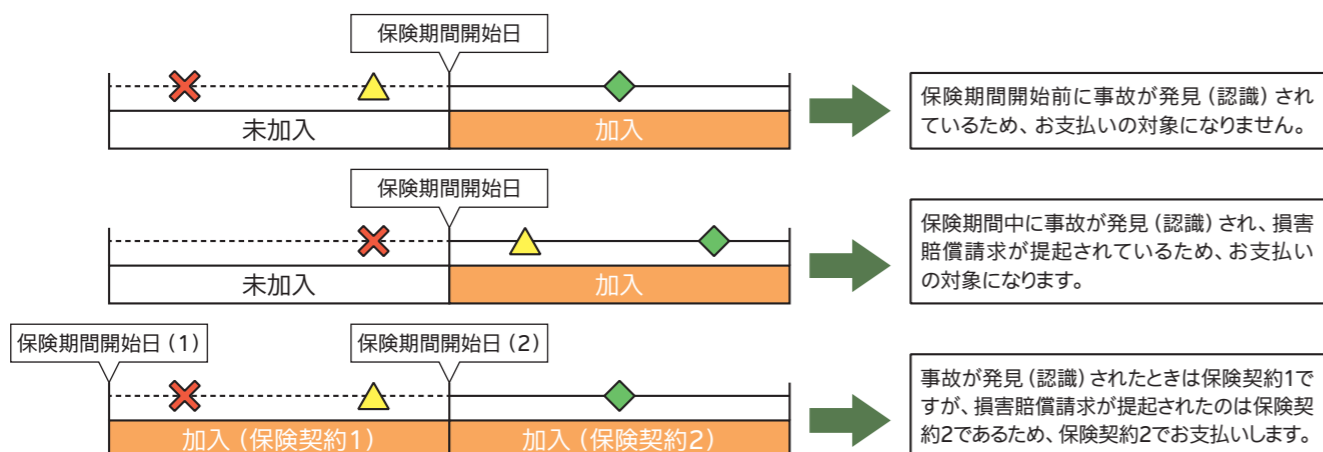 保険期間開始日
未加入
加入
保険期間開始前に事故が発見（認識）され
ているため、お支払いの対象になりません。
保険期間開始日
未加入
加入
保険期間中に事故が発見（認識）され、損害
賠償請求が提起されているため、お支払い
の対象になります。
保険期間開始日（1）
保険期間開始日（2）
加入（保険契約1）
加入（保険契約2）
事故が発見（認識）されたときは保険契約1で
すが、損害賠償請求が提起されたのは保険契
約2であるため、保険契約2でお支払いします。